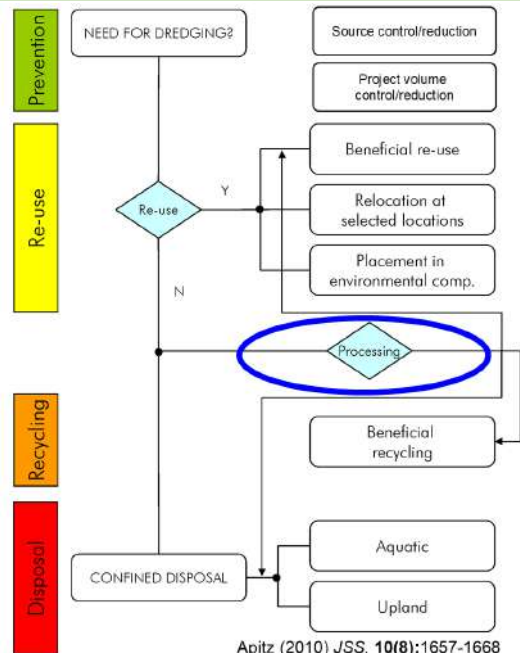 Prevention
NEED FOR DREDGING?
Source control/reduction
Project volume
control/reduction
Re-use
Re-use
Y
N
Beneficial re-use
Relocation at
selected locations
Placement in
environmental comp.
Processing
Recycling
Beneficial
recycling
Disposal
CONFINED DISPOSAL
Aquatic
Upland
Apitz (2010) JSS, 10(8):1657-1668